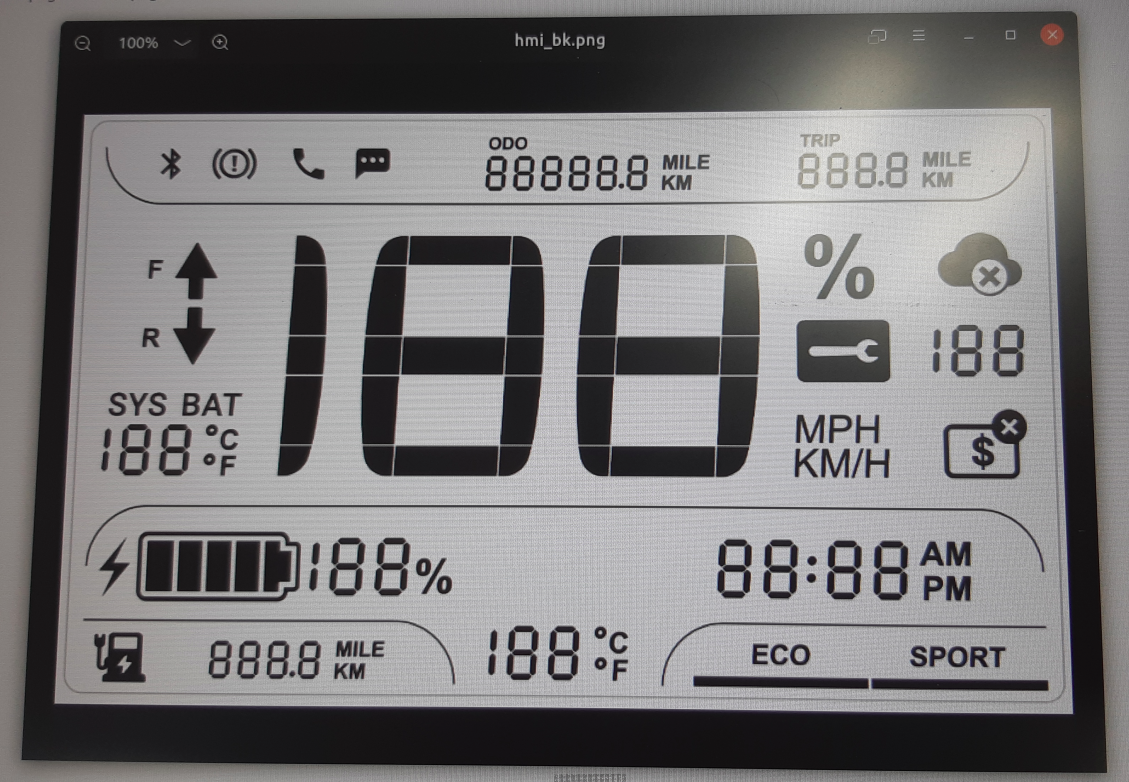 100%
hmi_bk.png
ODO
88888.8 MILE
KM
TRIP
888.8 MILE
KM
F
R
SYS BAT
188 °C
°F
188
%
188
MPH
KM/H
$
188%
88:88 AM
PM
888.8 MILE
KM
188 °C
°F
ECO
SPORT